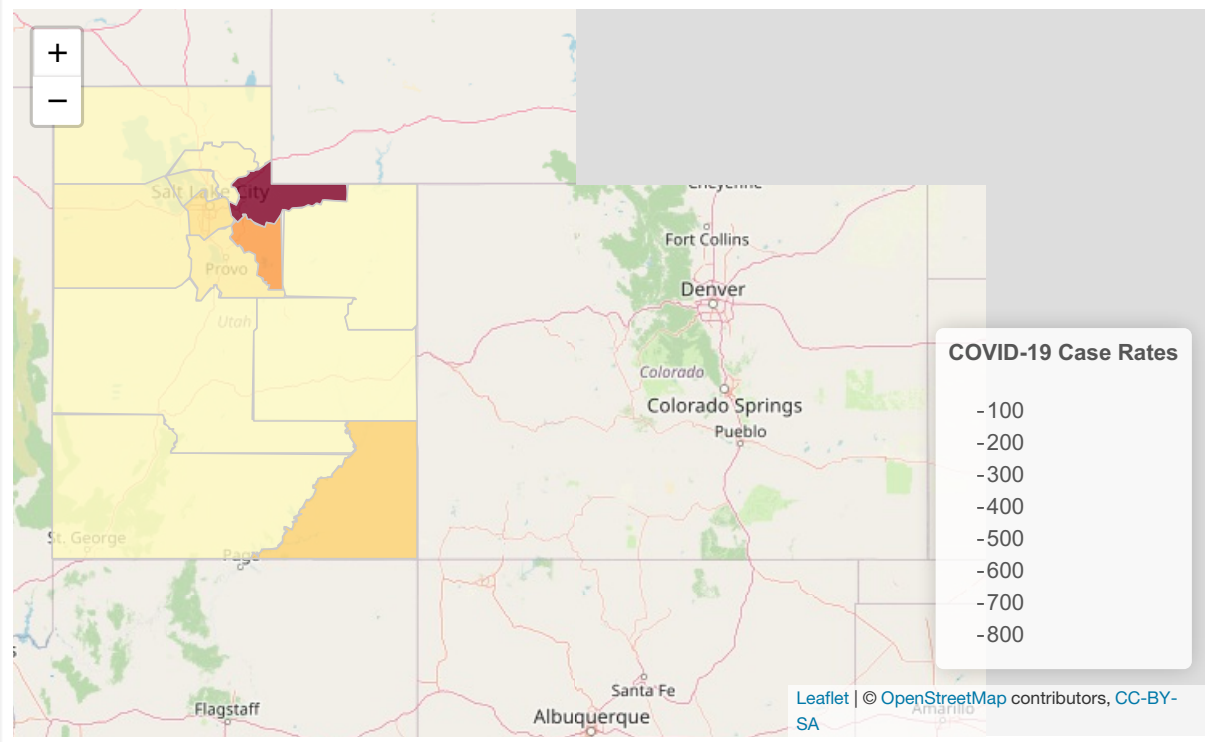 +
−
Cheyenne
Salt Lake City
Fort Collins
Provo
Denver
Utah
COVID-19 Case Rates
Colorado
-100
-200
-300
-400
-500
-600
-700
-800
Colorado Springs
Pueblo
St. George
Page
Santa Fe
Flagstaff
Albuquerque
Leaflet | © OpenStreetMap contributors, CC-BY-
SA
Amarillo